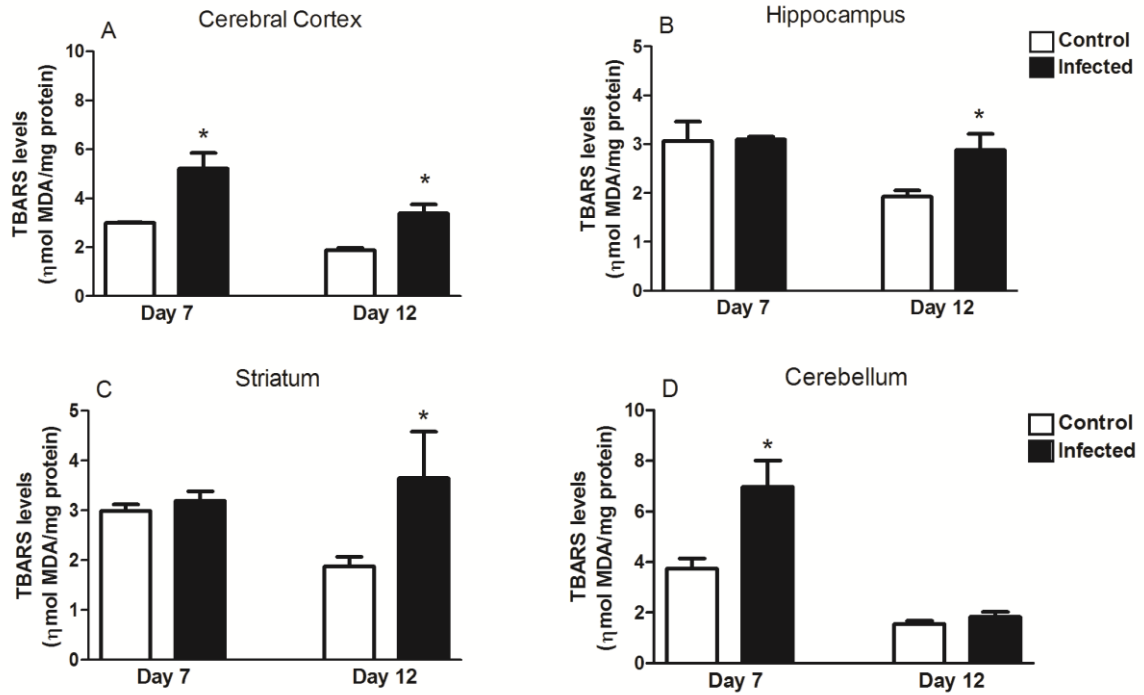 A
Cerebral Cortex
TBARS levels
(ηmol MDA/mg protein)
10
8
6
4
2
0
*
*
Day 7
Day 12
B
Hippocampus
TBARS levels
(ηmol MDA/mg protein)
5
4
3
2
1
0
*
Day 7
Day 12
Control
Infected
C
Striatum
TBARS levels
(ηmol MDA/mg protein)
5
4
3
2
1
0
*
Day 7
Day 12
D
Cerebellum
TBARS levels
(ηmol MDA/mg protein)
10
8
6
4
2
0
*
Day 7
Day 12
Control
Infected